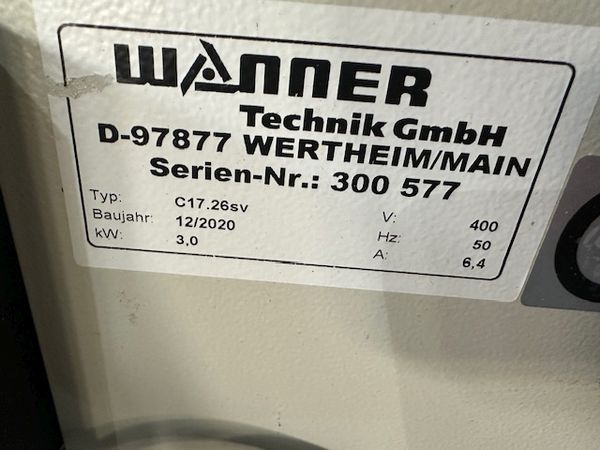 WANNER
Technik GmbH
D-97877 WERTHEIM/MAIN
Serien-Nr.: 300 577
Typ: C17.26sv V: 400
Baujahr: 12/2020 Hz: 50
kW: 3,0 A: 6,4